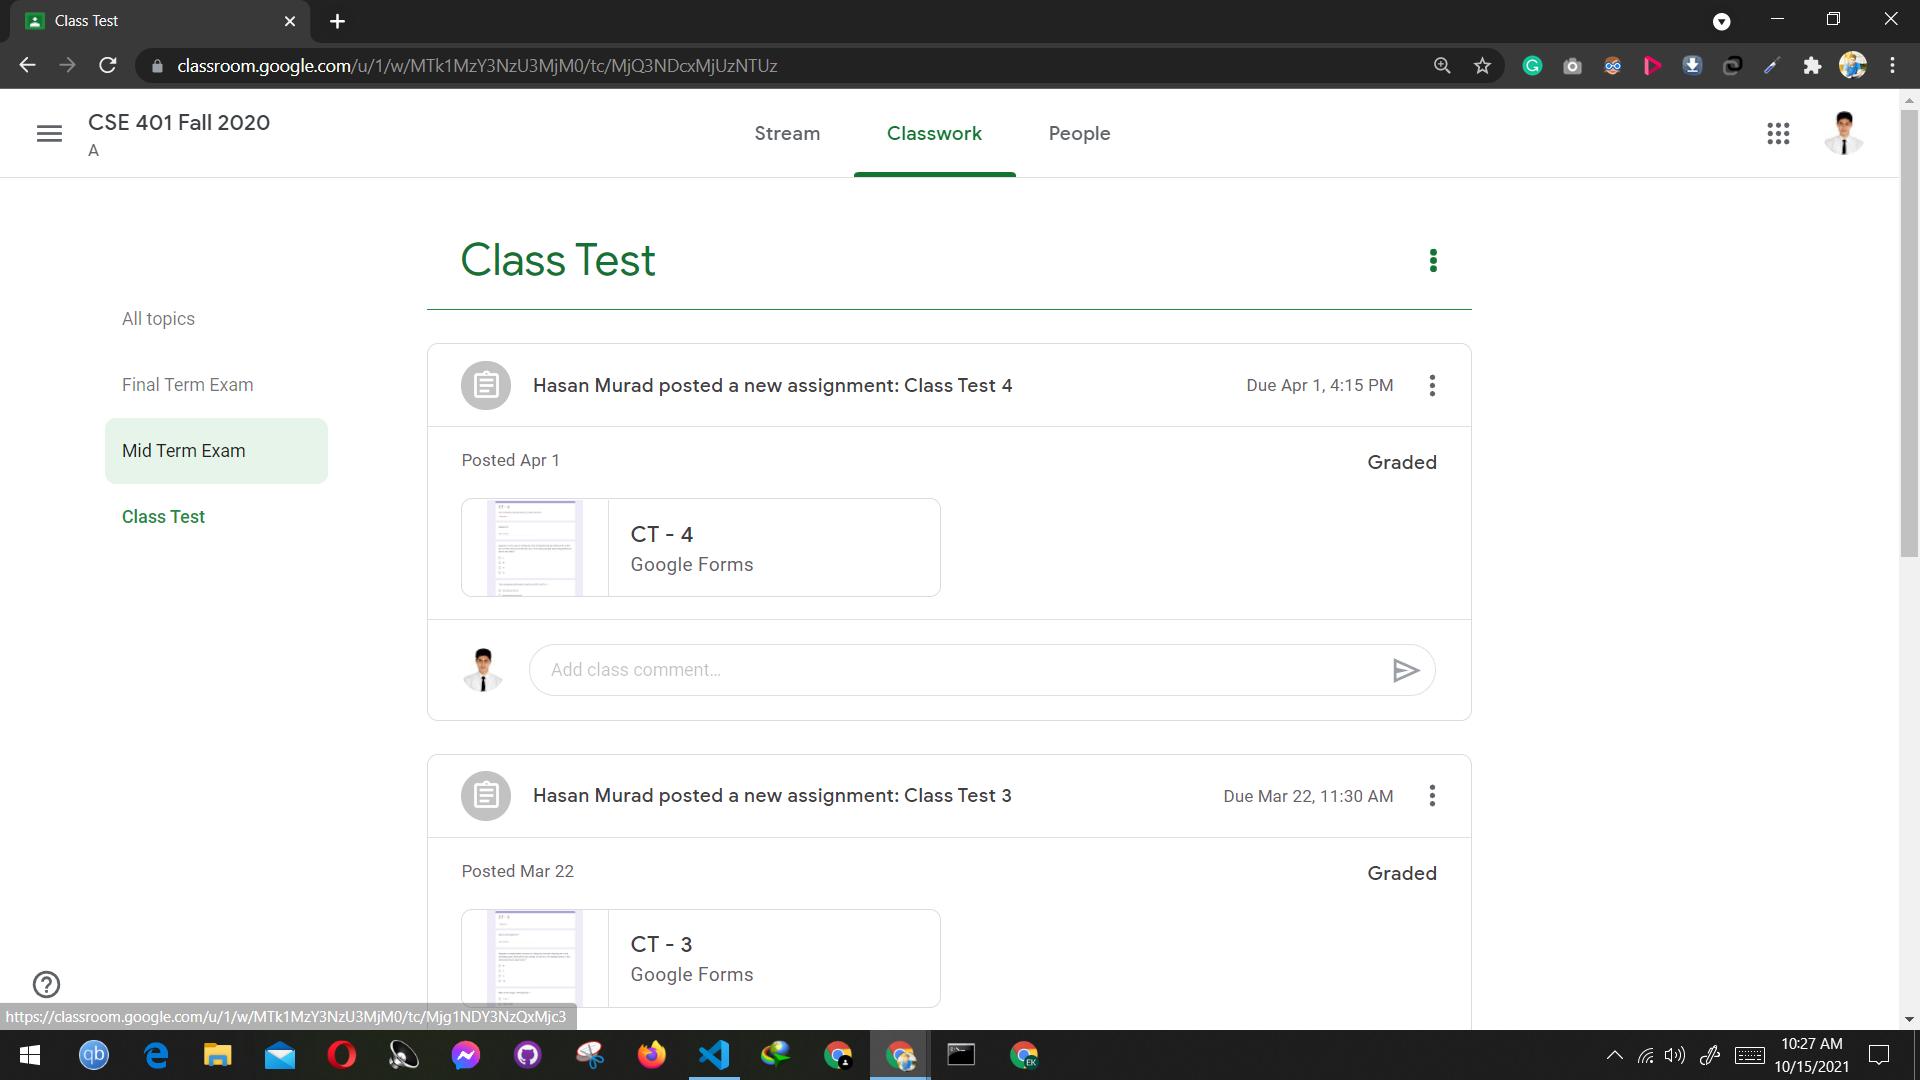 Class Test
classroom.google.com/u/1/w/MTk1MzY3NzU3MjM0/tc/MjQ3NDcxMjUzNTUz
CSE 401 Fall 2020
A
Stream
Classwork
People
Class Test
All topics
Final Term Exam
Mid Term Exam
Class Test
Hasan Murad posted a new assignment: Class Test 4
Due Apr 1, 4:15 PM
Posted Apr 1
Graded
CT - 4
Google Forms
Add class comment...
Hasan Murad posted a new assignment: Class Test 3
Due Mar 22, 11:30 AM
Posted Mar 22
Graded
CT - 3
Google Forms
https://classroom.google.com/u/1/w/MTk1MzY3NzU3MjM0/tc/Mjg1NDY3NzQxMjc3
qb
EK
10:27 AM
10/15/2021